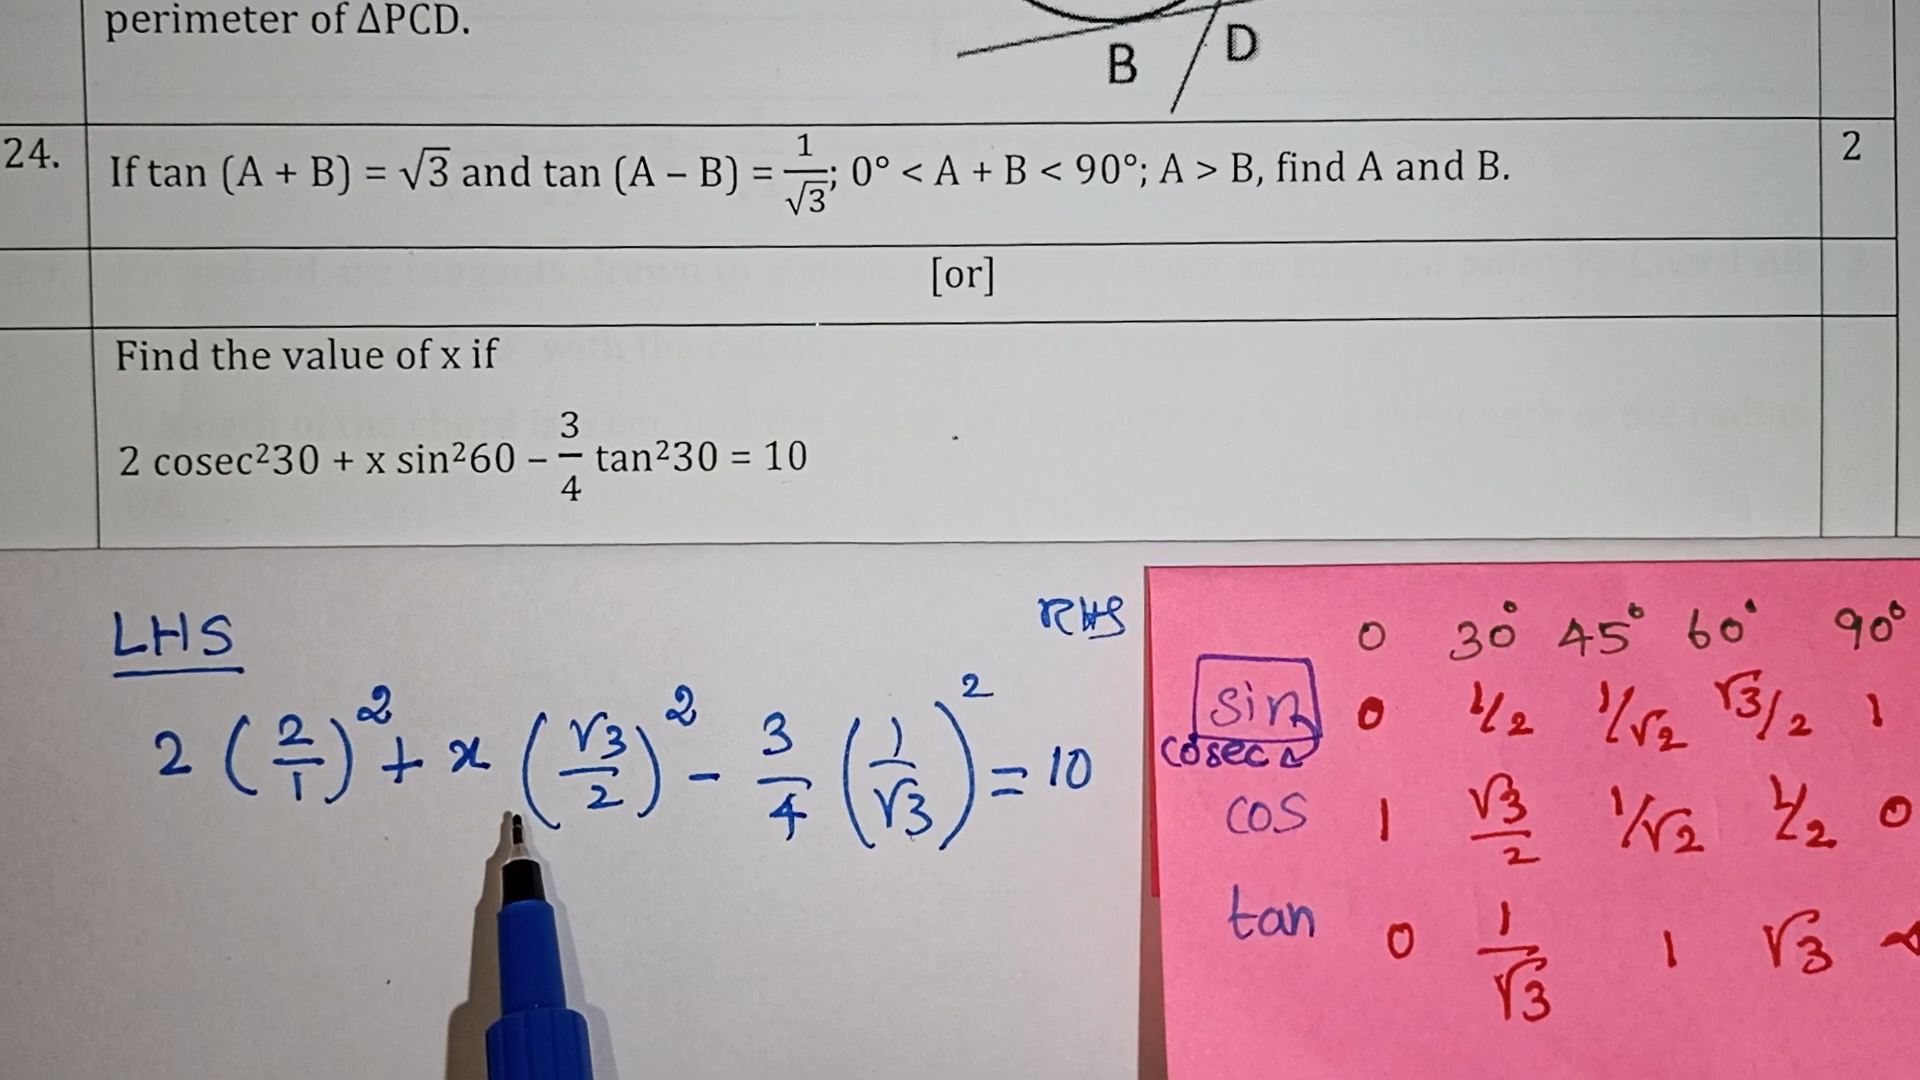 perimeter of ΔPCD.
B D
24. If tan (A + B) = √3 and tan (A – B) = 1/√3; 0° < A + B < 90°; A > B, find A and B. 2
[or]
Find the value of x if
2 cosec²30 + x sin²60 – 3/4 tan²30 = 10
LHS RHS
2 (2/1)² + x (√3/2)² - 3/4 (1/√3)² = 10
0 30° 45° 60° 90°
sin 0 1/2 1/√2 √3/2 1
cosec
cos 1 √3/2 1/√2 1/2 0
tan 0 1/√3 1 √3